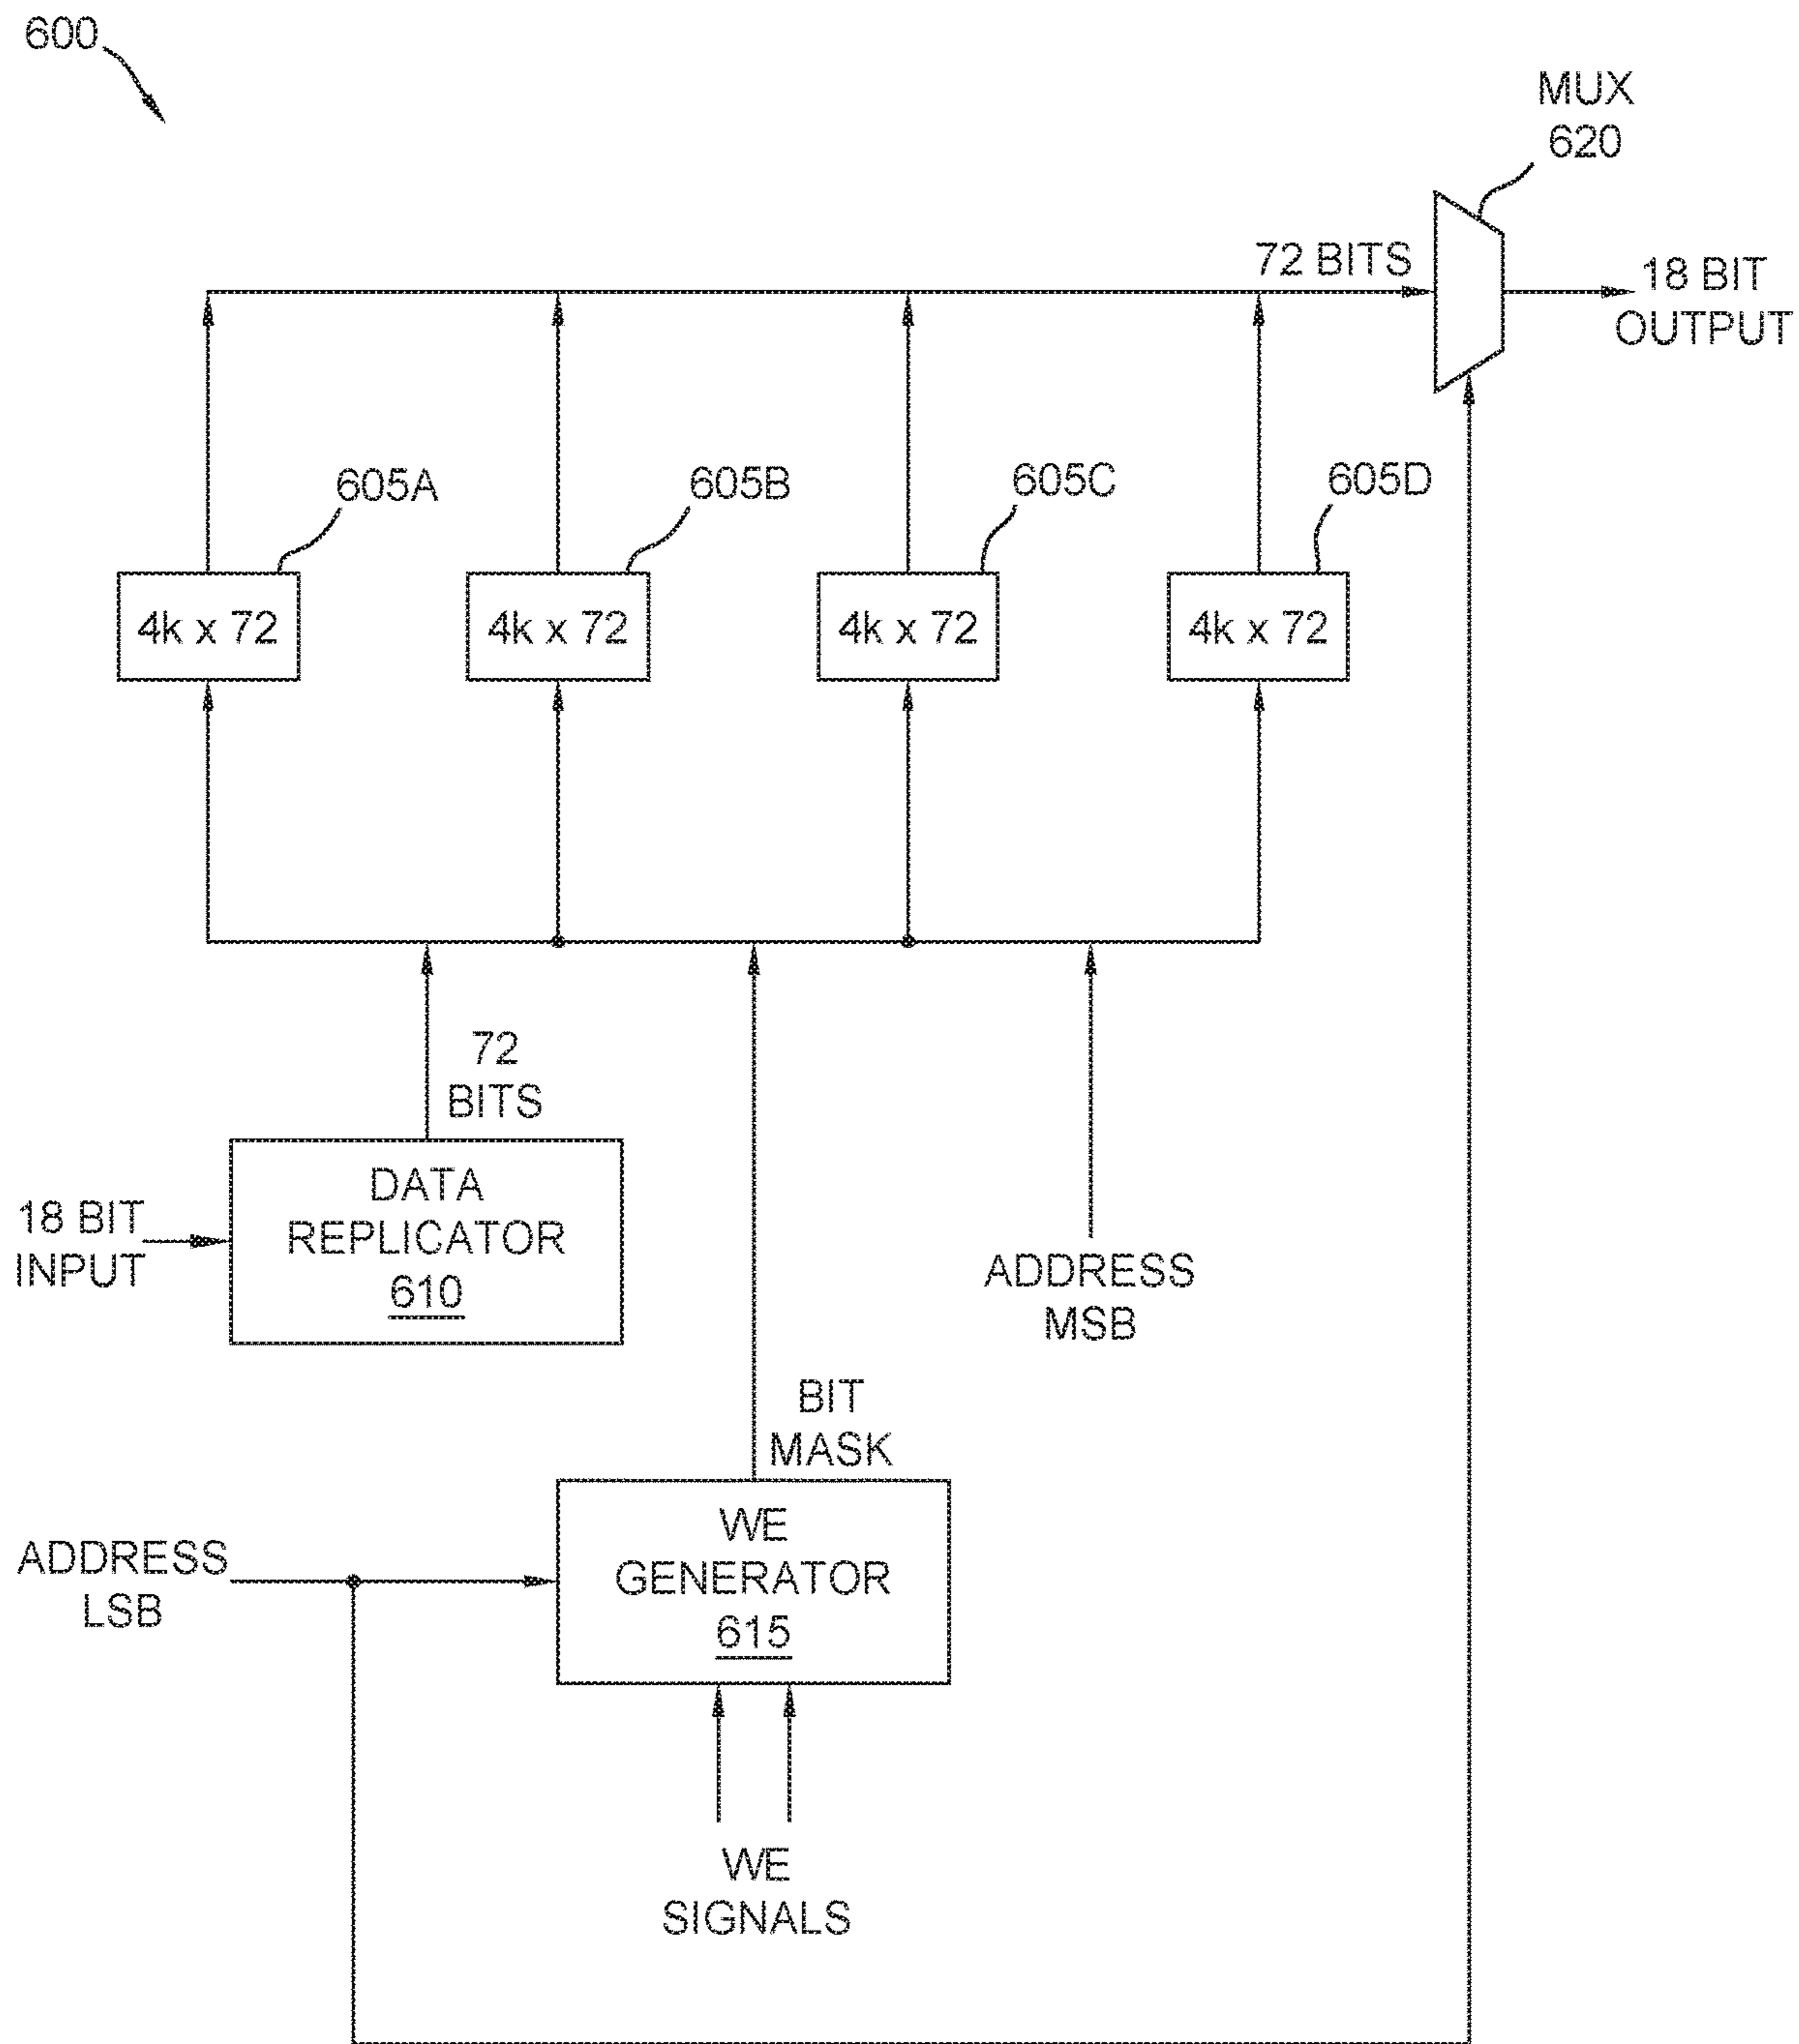 600
MUX
620
72 BITS
18 BIT
OUTPUT
605A
605B
605C
605D
4k x 72
4k x 72
4k x 72
4k x 72
72
BITS
18 BIT
INPUT
DATA
REPLICATOR
610
ADDRESS
MSB
BIT
MASK
ADDRESS
LSB
WE
GENERATOR
615
WE
SIGNALS